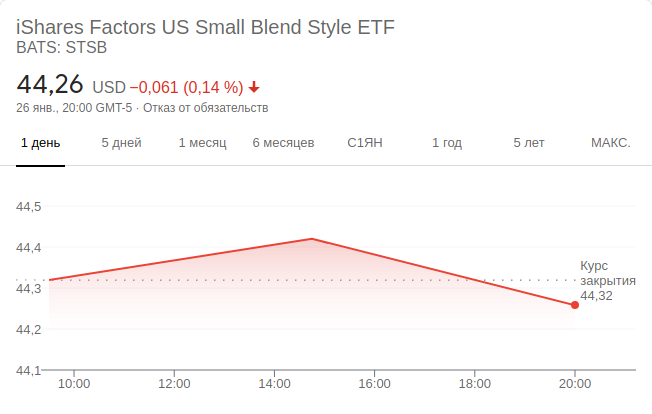 iShares Factors US Small Blend Style ETF
BATS: STSB
44,26 USD −0,061 (0,14 %)
26 янв., 20:00 GMT-5 · Отказ от обязательств
1 день 5 дней 1 месяц 6 месяцев С1ЯН 1 год 5 лет МАКС.
44,5
44,4
44,3
44,2
44,1
Курс
закрытия
44,32
10:00 12:00 14:00 16:00 18:00 20:00